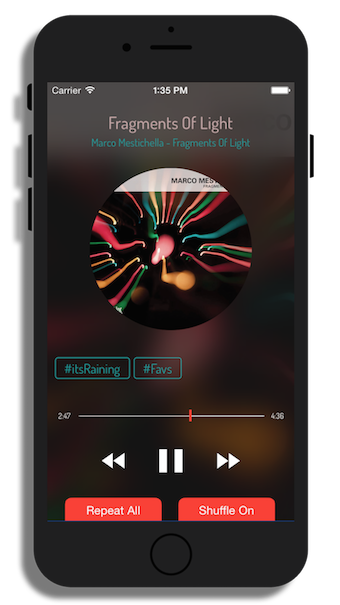 Carrier 1:35 PM
Fragments Of Light
Marco Mestichella - Fragments Of Light
MARCO MES
FRAGMEN
#itsRaining #Favs
2:47 4:36
Repeat All Shuffle On